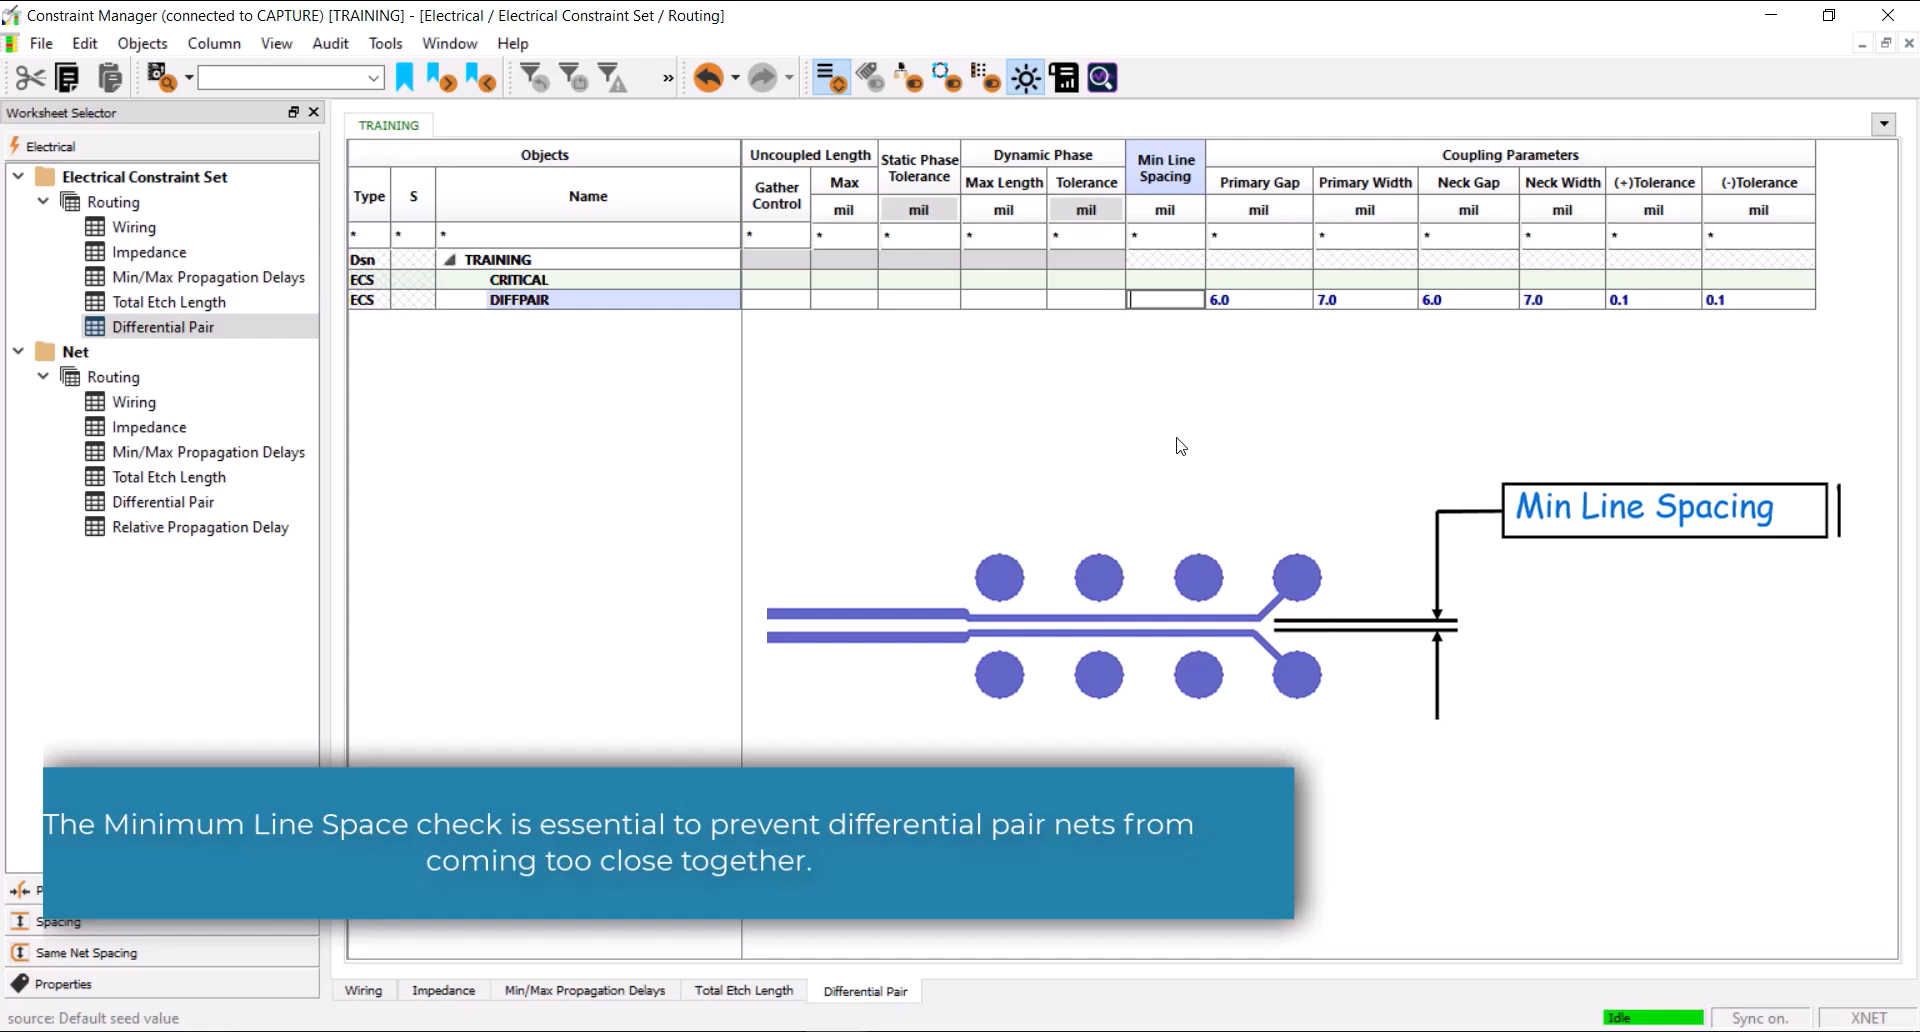 Constraint Manager (connected to CAPTURE) [TRAINING] - [Electrical / Electrical Constraint Set / Routing]
File Edit Objects Column View Audit Tools Window Help
Worksheet Selector
Electrical
Electrical Constraint Set
Routing
Wiring
Impedance
Min/Max Propagation Delays
Total Etch Length
Differential Pair
Net
Routing
Wiring
Impedance
Min/Max Propagation Delays
Total Etch Length
Differential Pair
Relative Propagation Delay
P
Spacing
Same Net Spacing
Properties
TRAINING
Objects Uncoupled Length Static Phase Tolerance Dynamic Phase Min Line Spacing Coupling Parameters
Type S Name Gather Control Max Max Length Tolerance Primary Gap Primary Width Neck Gap Neck Width (+)Tolerance (-)Tolerance
mil mil mil mil mil mil mil mil mil mil mil
* * * * * * * * * * * * * * *
Dsn TRAINING
ECS CRITICAL
ECS DIFFPAIR 6.0 7.0 6.0 7.0 0.1 0.1
Min Line Spacing
The Minimum Line Space check is essential to prevent differential pair nets from
coming too close together.
Wiring Impedance Min/Max Propagation Delays Total Etch Length Differential Pair
source: Default seed value
Idle Sync on. XNET